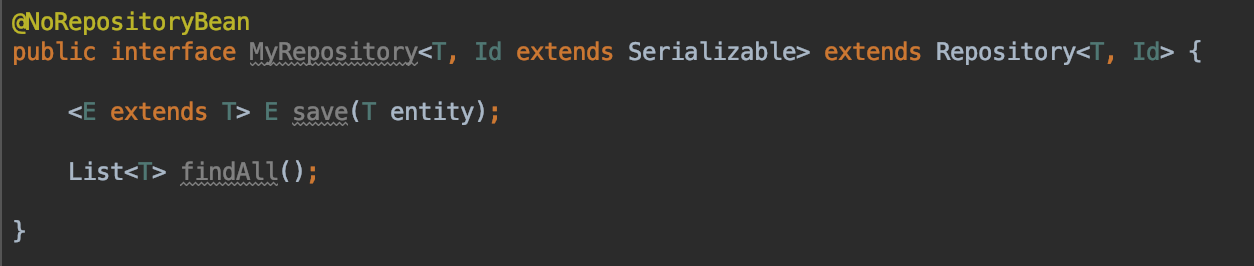 @NoRepositoryBean
public interface MyRepository<T, Id extends Serializable> extends Repository<T, Id> {
<E extends T> E save(T entity);
List<T> findAll();
}